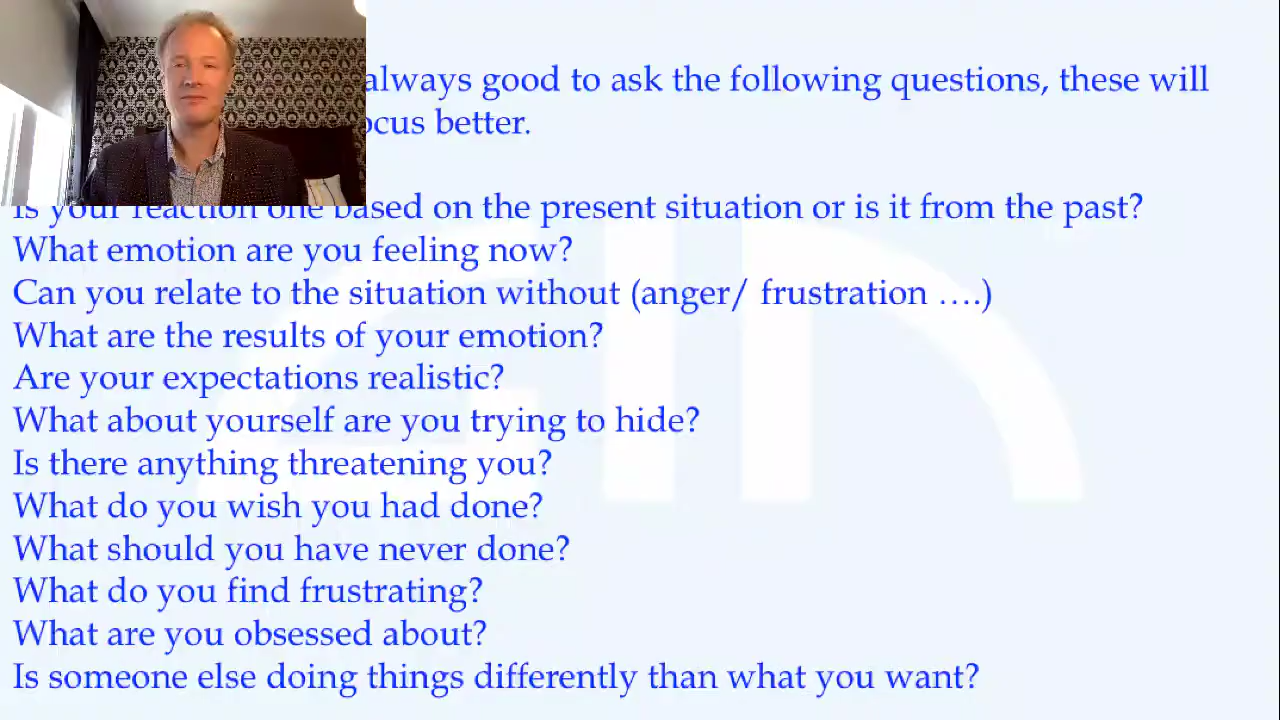 always good to ask the following questions, these will
ocus better.
Is your reaction one based on the present situation or is it from the past?
What emotion are you feeling now?
Can you relate to the situation without (anger/ frustration ….)
What are the results of your emotion?
Are your expectations realistic?
What about yourself are you trying to hide?
Is there anything threatening you?
What do you wish you had done?
What should you have never done?
What do you find frustrating?
What are you obsessed about?
Is someone else doing things differently than what you want?